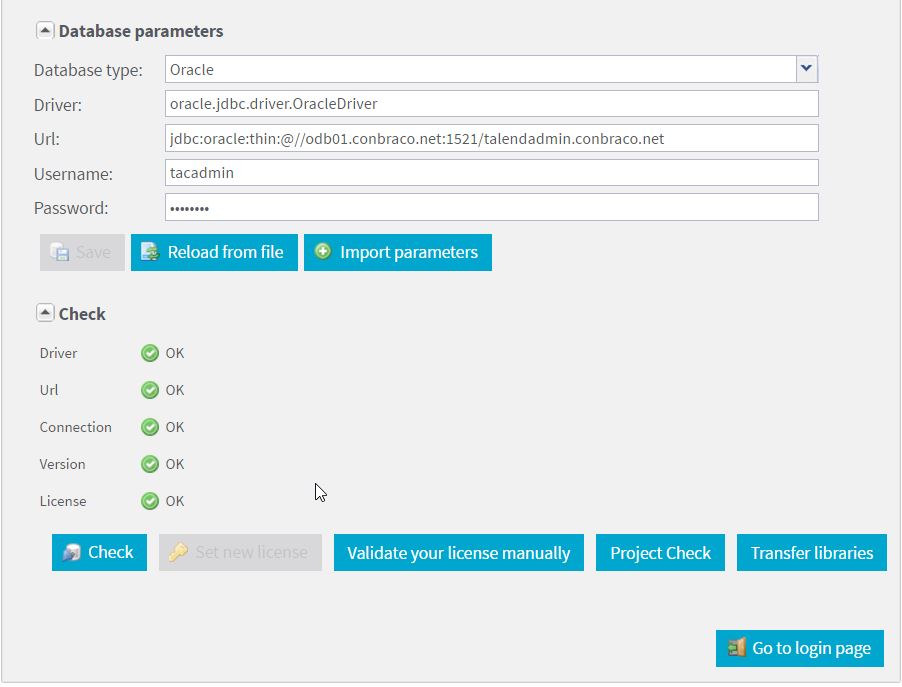 Database parameters
Database type: Oracle
Driver: oracle.jdbc.driver.OracleDriver
Url: jdbc:oracle:thin:@//odb01.conbraco.net:1521/talendadmin.conbraco.net
Username: tacadmin
Password: ••••••••
Save Reload from file Import parameters
Check
Driver OK
Url OK
Connection OK
Version OK
License OK
Check Set new license Validate your license manually Project Check Transfer libraries
Go to login page